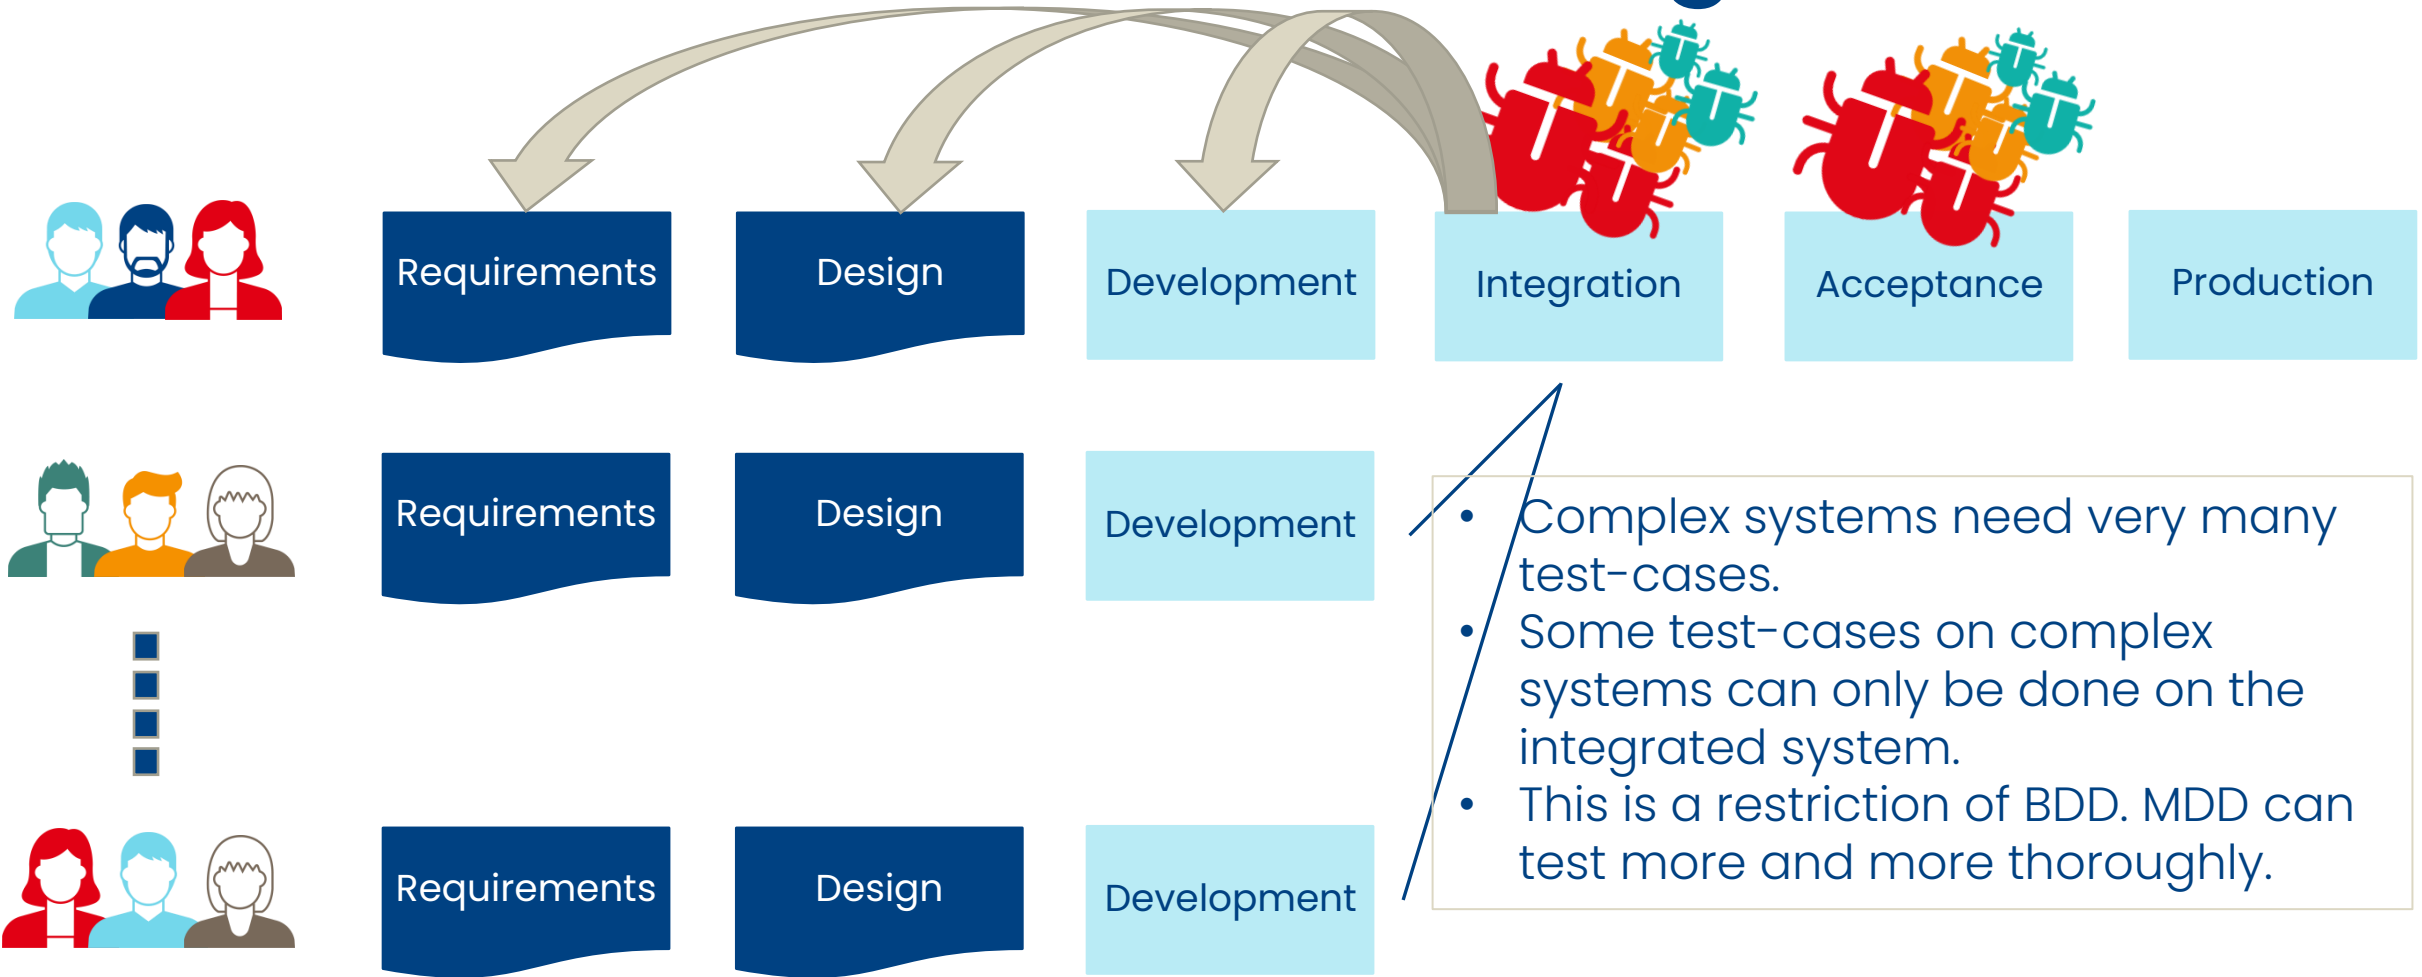 Requirements
Design
Development
Integration
Acceptance
Production
Requirements
Design
Development
• Complex systems need very many
test-cases.
• Some test-cases on complex
systems can only be done on the
integrated system.
• This is a restriction of BDD. MDD can
test more and more thoroughly.
Requirements
Design
Development